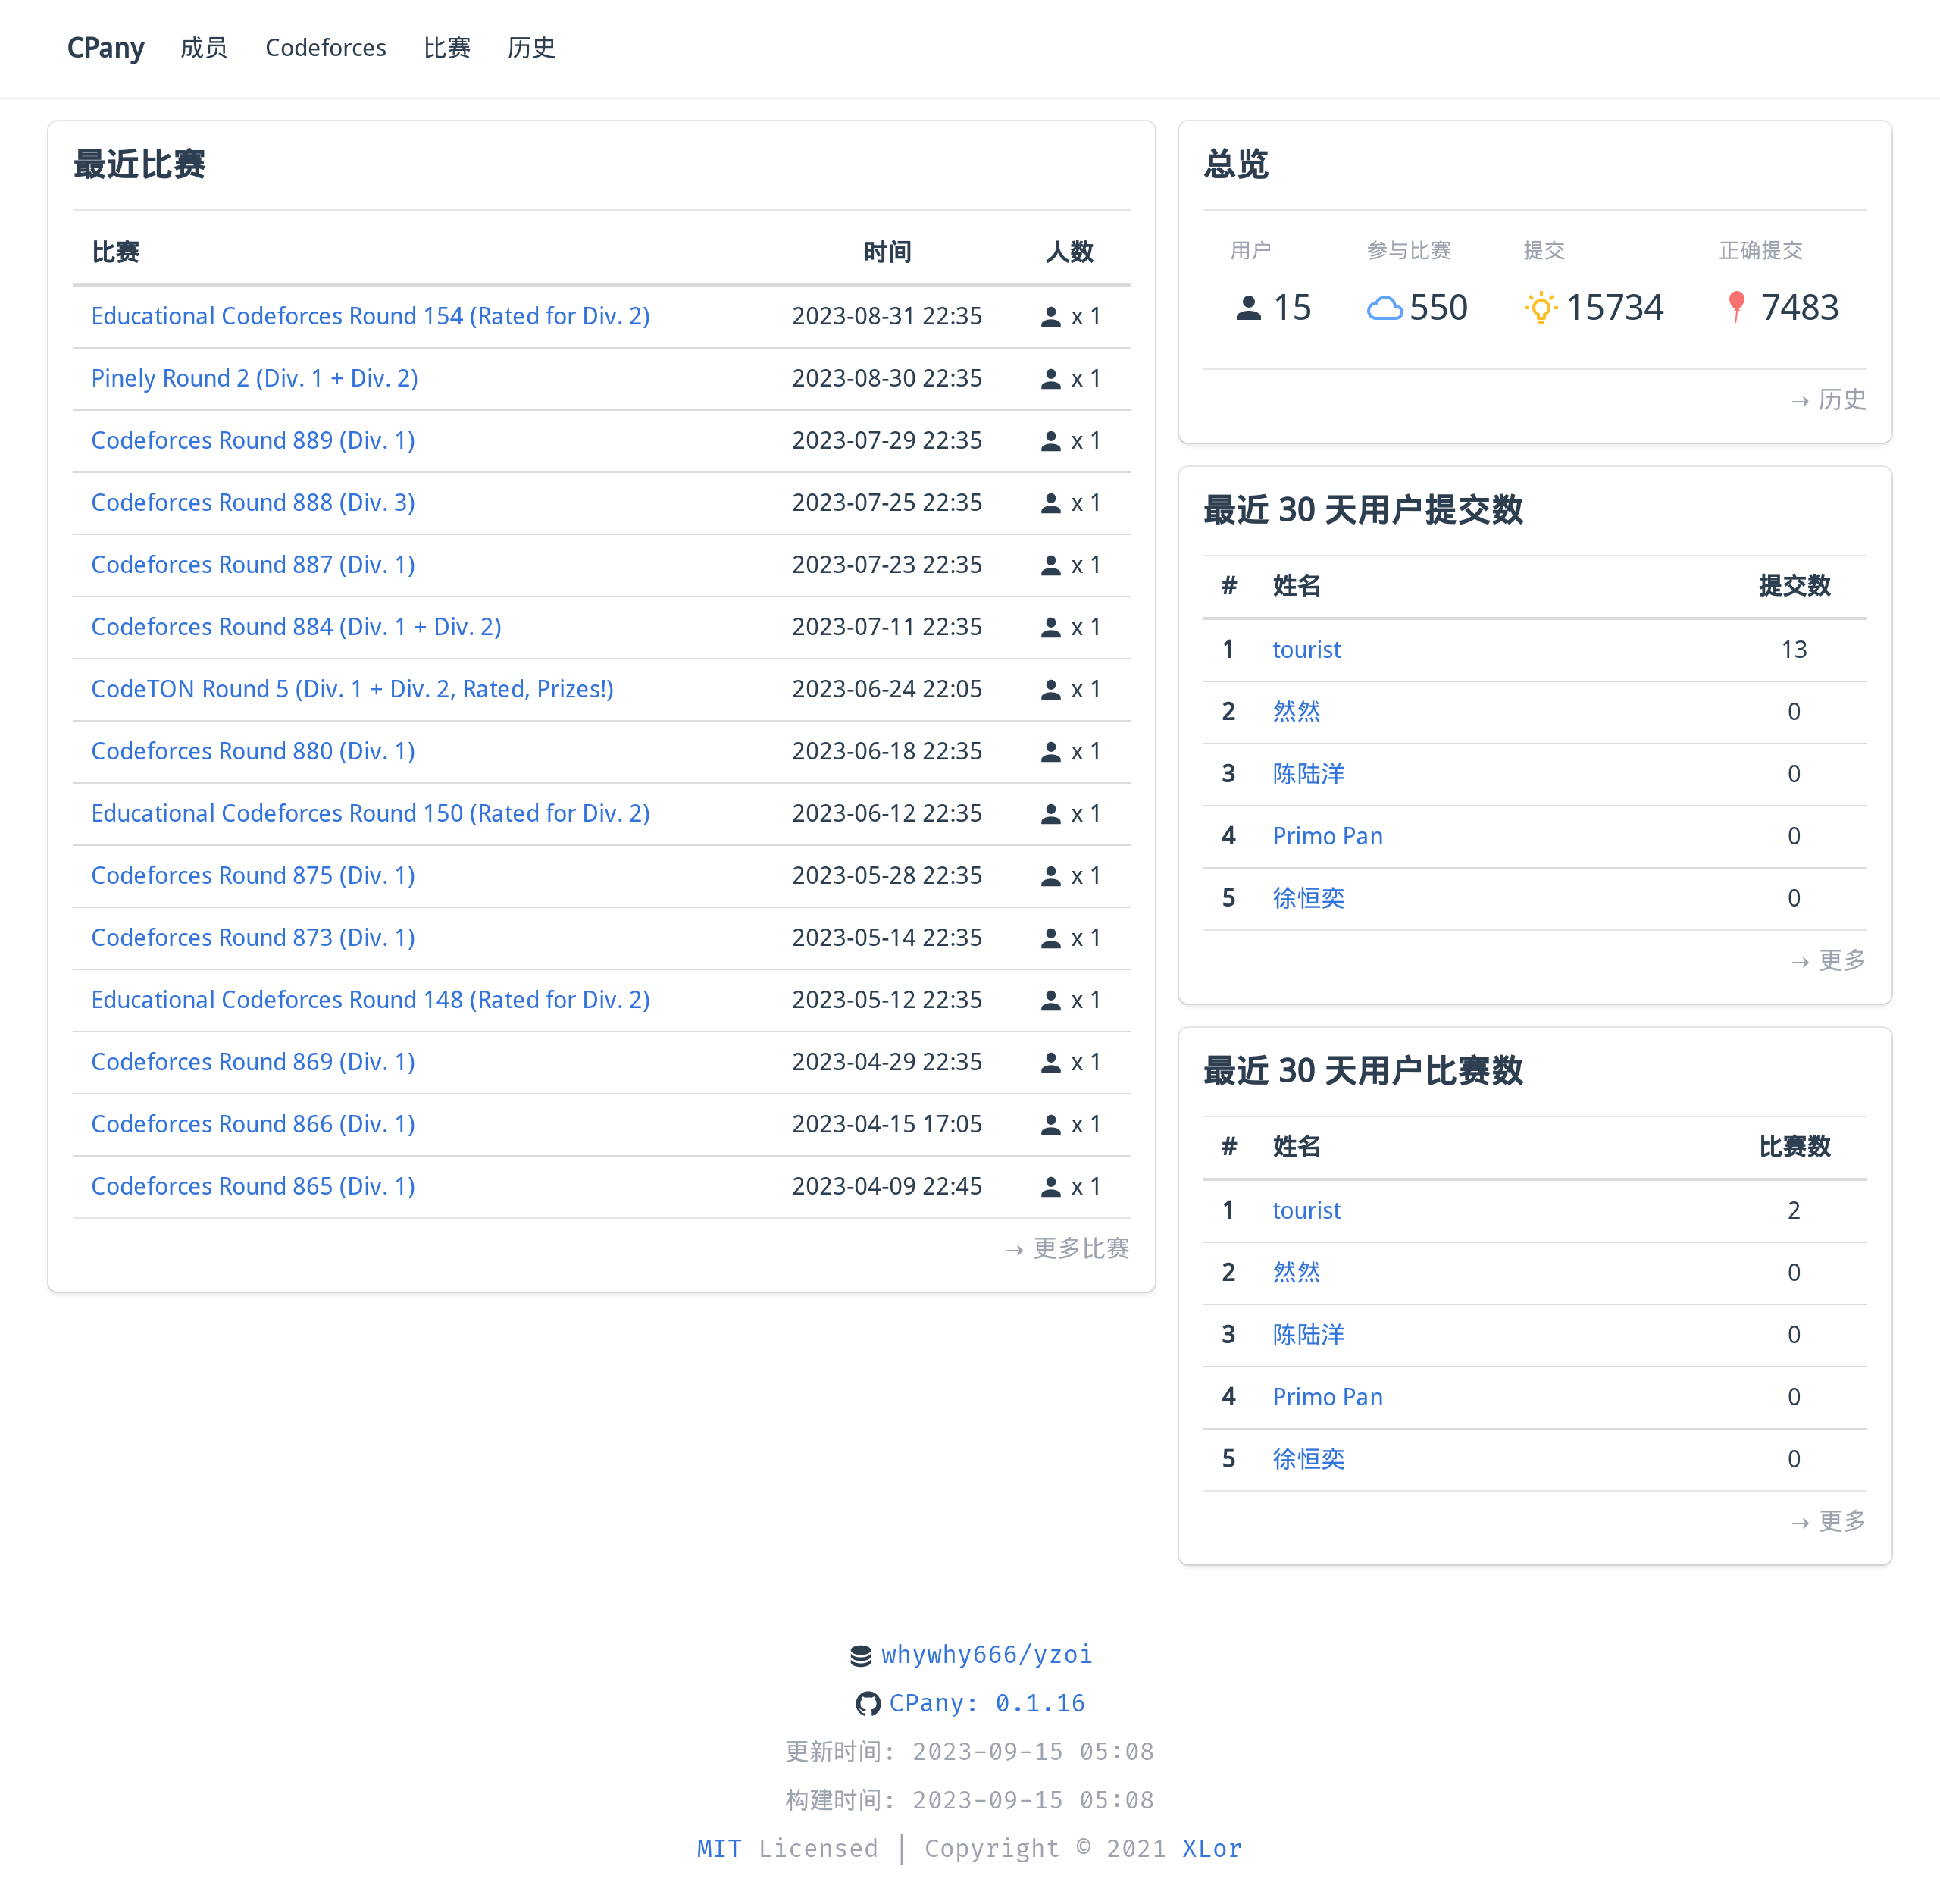 CPany 成员 Codeforces 比赛 历史
最近比赛
比赛 时间 人数
Educational Codeforces Round 154 (Rated for Div. 2) 2023-08-31 22:35 x 1
Pinely Round 2 (Div. 1 + Div. 2) 2023-08-30 22:35 x 1
Codeforces Round 889 (Div. 1) 2023-07-29 22:35 x 1
Codeforces Round 888 (Div. 3) 2023-07-25 22:35 x 1
Codeforces Round 887 (Div. 1) 2023-07-23 22:35 x 1
Codeforces Round 884 (Div. 1 + Div. 2) 2023-07-11 22:35 x 1
CodeTON Round 5 (Div. 1 + Div. 2, Rated, Prizes!) 2023-06-24 22:05 x 1
Codeforces Round 880 (Div. 1) 2023-06-18 22:35 x 1
Educational Codeforces Round 150 (Rated for Div. 2) 2023-06-12 22:35 x 1
Codeforces Round 875 (Div. 1) 2023-05-28 22:35 x 1
Codeforces Round 873 (Div. 1) 2023-05-14 22:35 x 1
Educational Codeforces Round 148 (Rated for Div. 2) 2023-05-12 22:35 x 1
Codeforces Round 869 (Div. 1) 2023-04-29 22:35 x 1
Codeforces Round 866 (Div. 1) 2023-04-15 17:05 x 1
Codeforces Round 865 (Div. 1) 2023-04-09 22:45 x 1
→ 更多比赛
总览
用户 参与比赛 提交 正确提交
15 550 15734 7483
→ 历史
最近 30 天用户提交数
# 姓名 提交数
1 tourist 13
2 然然 0
3 陈陆洋 0
4 Primo Pan 0
5 徐恒奕 0
→ 更多
最近 30 天用户比赛数
# 姓名 比赛数
1 tourist 2
2 然然 0
3 陈陆洋 0
4 Primo Pan 0
5 徐恒奕 0
→ 更多
whywhy666/yzoi
CPany: 0.1.16
更新时间: 2023-09-15 05:08
构建时间: 2023-09-15 05:08
MIT Licensed | Copyright © 2021 XLor